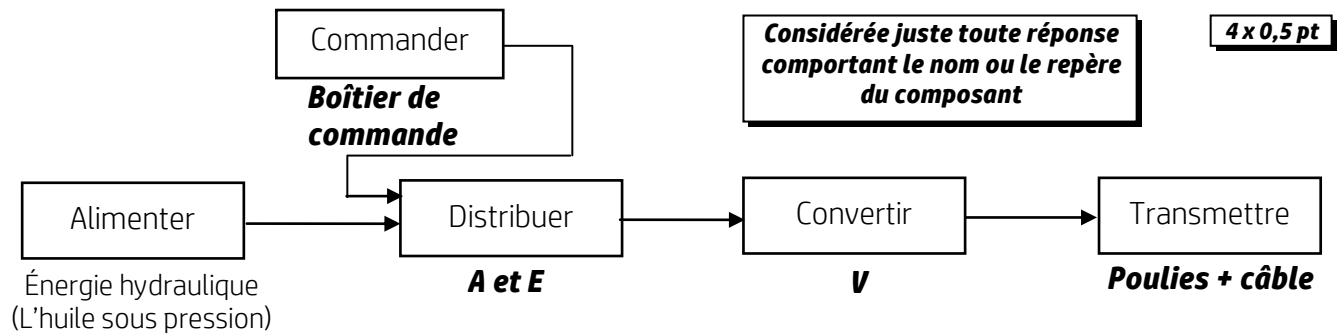 Commander
Considérée juste toute réponse
comportant le nom ou le repère
du composant
4 x 0,5 pt
Boîtier de
commande
Alimenter
Distribuer
Convertir
Transmettre
Énergie hydraulique
(L'huile sous pression)
A et E
V
Poulies + câble